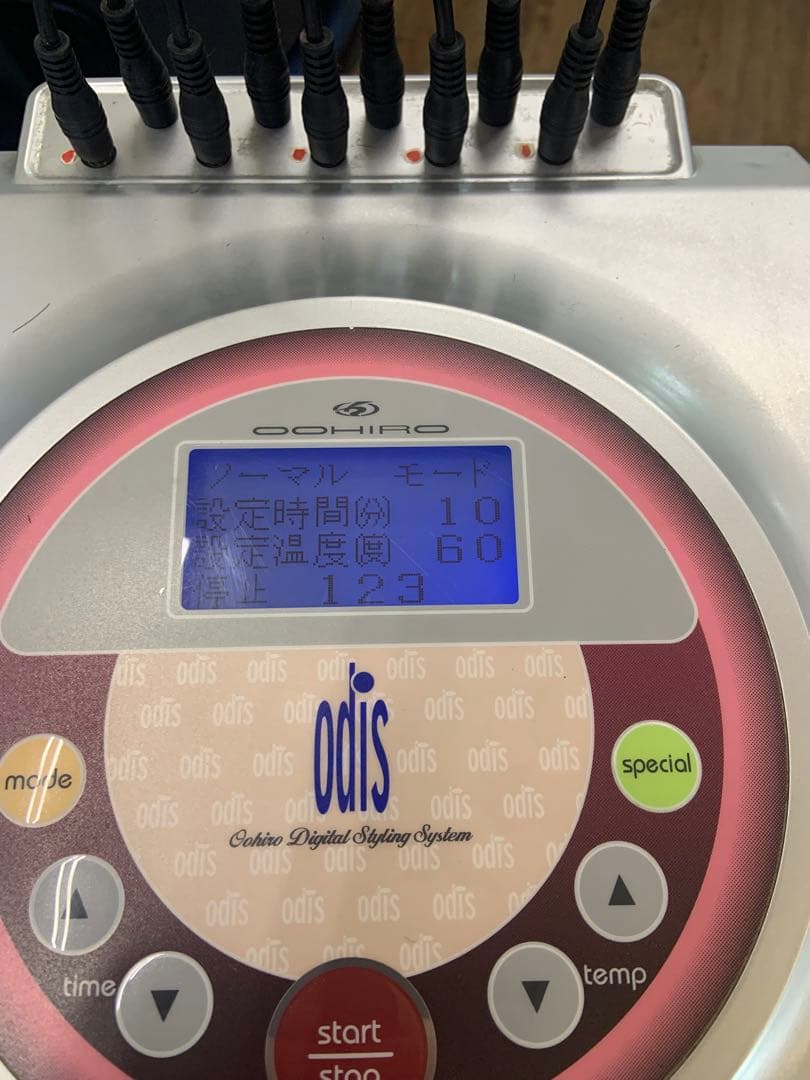 OOHIRO
ノーマル モード
設定時間(分) 10
設定温度(度) 60
停止 123
odis
Oohiro Digital Styling System
mode
special
time
temp
start
stop